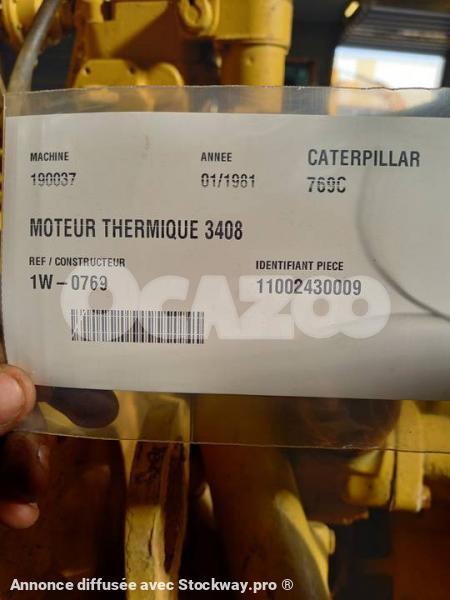 MACHINE ANNEE CATERPILLAR
190037 01/1981 769C
MOTEUR THERMIQUE 3408
REF / CONSTRUCTEUR IDENTIFIANT PIECE
1W-0769 11002430009
OCAZOO
Annonce diffusée avec Stockway.pro ®